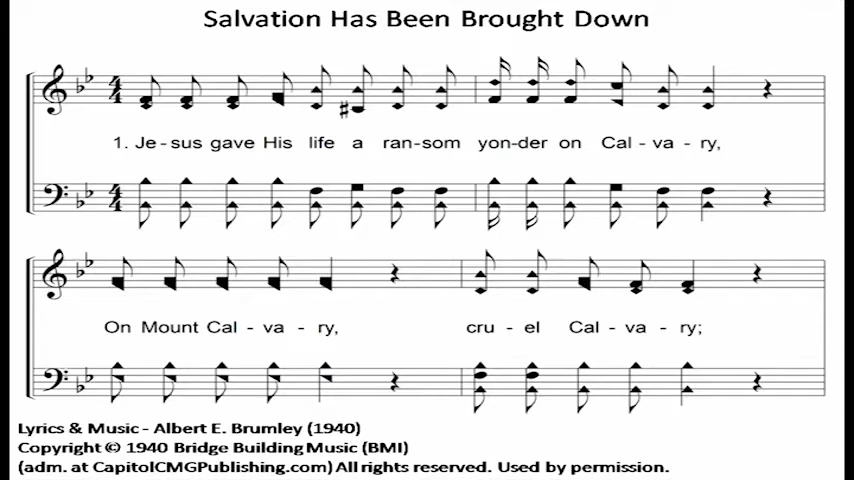 Salvation Has Been Brought Down
1. Je-sus gave His life a ran-som yon-der on Cal-va-ry,
On Mount Cal-va-ry, cru-el Cal-va-ry;
Lyrics & Music - Albert E. Brumley (1940)
Copyright © 1940 Bridge Building Music (BMI)
(adm. at CapitolCMGPublishing.com) All rights reserved. Used by permission.